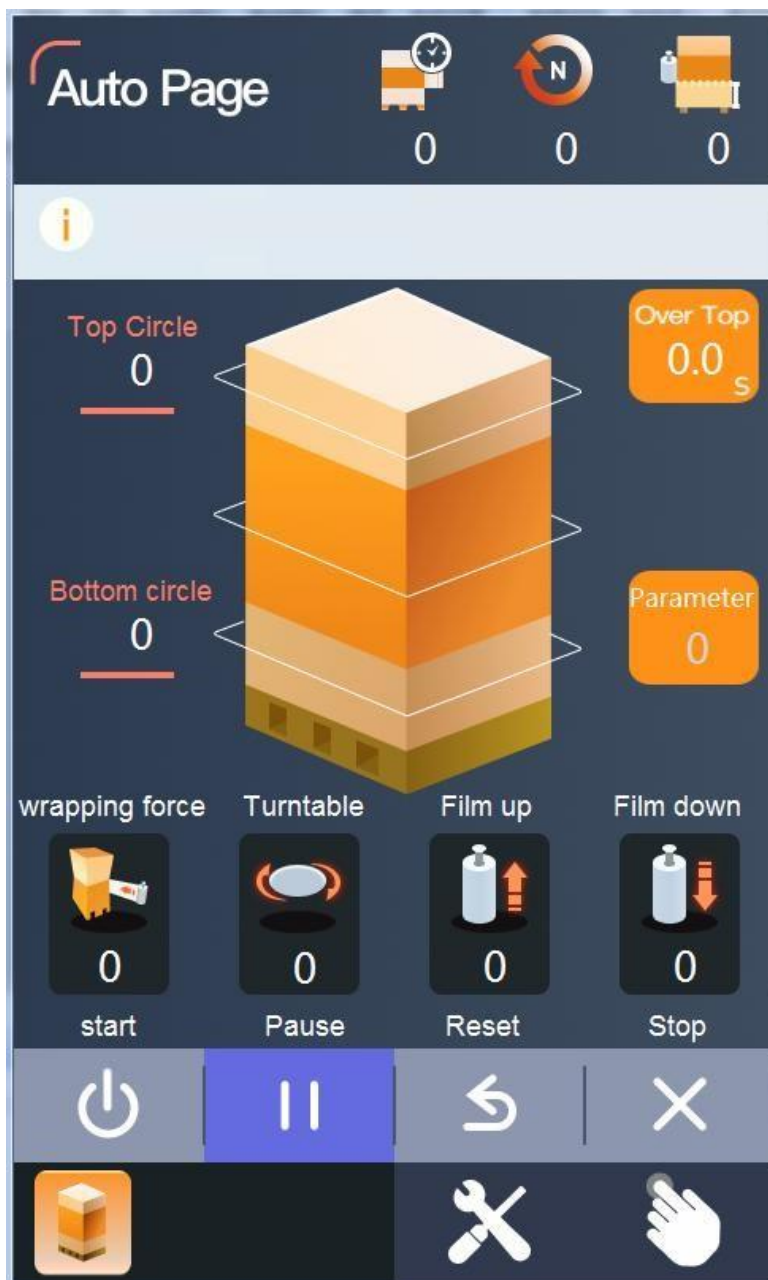 Auto Page
N
0 0 0
i
Top Circle
0
Over Top
0.0
S
Bottom circle
0
Parameter
0
wrapping force Turntable Film up Film down
0 0 0 0
start Pause Reset Stop